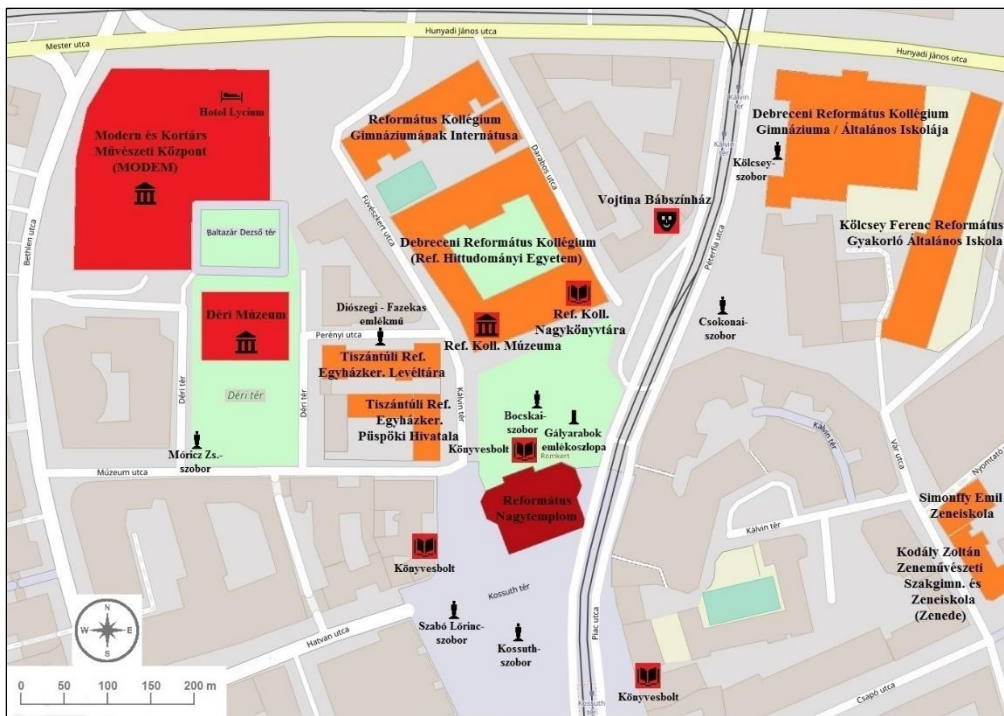 Hunyadi János utca
Mester utca
Hunyadi János utca
Hotel Lycium
Modern és Kortárs
Művészeti Központ
(MODEM)
Baltazár Dezső tér
Bethlen utca
Református Kollégium
Gimnáziumának Internátusa
Darabos utca
Füvészkert utca
Debreceni Református Kollégium
(Ref. Hittudományi Egyetem)
Ref. Koll.
Nagykönyvtára
Ref. Koll. Múzeuma
Vojtina Bábszínház
Péterfia utca
Kálvin
tér
Kálvin
tér
Debreceni Református Kollégium
Gimnáziuma / Általános Iskolája
Kölcsey-
szobor
Kölcsey Ferenc Református
Gyakorló Általános Iskola
Csokonai-
szobor
Déri Múzeum
Déri tér
Déri tér
Déri tér
Diószegi - Fazekas
emlékmű
Perényi utca
Tiszántúli Ref.
Egyházker. Levéltára
Tiszántúli Ref.
Egyházker.
Püspöki Hivatala
Kálvin tér
Bocskai-
szobor
Gályarabok
emlékoszlopa
Romkert
Könyvesbolt
Móricz Zs.-
szobor
Múzeum utca
Református
Nagytemplom
Kálvin tér
Kálvin tér
Vár utca
Nyomtató
Simonffy Emil
Zeneiskola
Kodály Zoltán
Zeneművészeti
Szakgimn. és
Zeneiskola
(Zenede)
Könyvesbolt
Kossuth tér
Szabó Lőrinc-
szobor
Kossuth-
szobor
Hatvan utca
Piac utca
Könyvesbolt
Kossuth
tér
Csapó utca
N
W
E
S
0 50 100 150 200 m